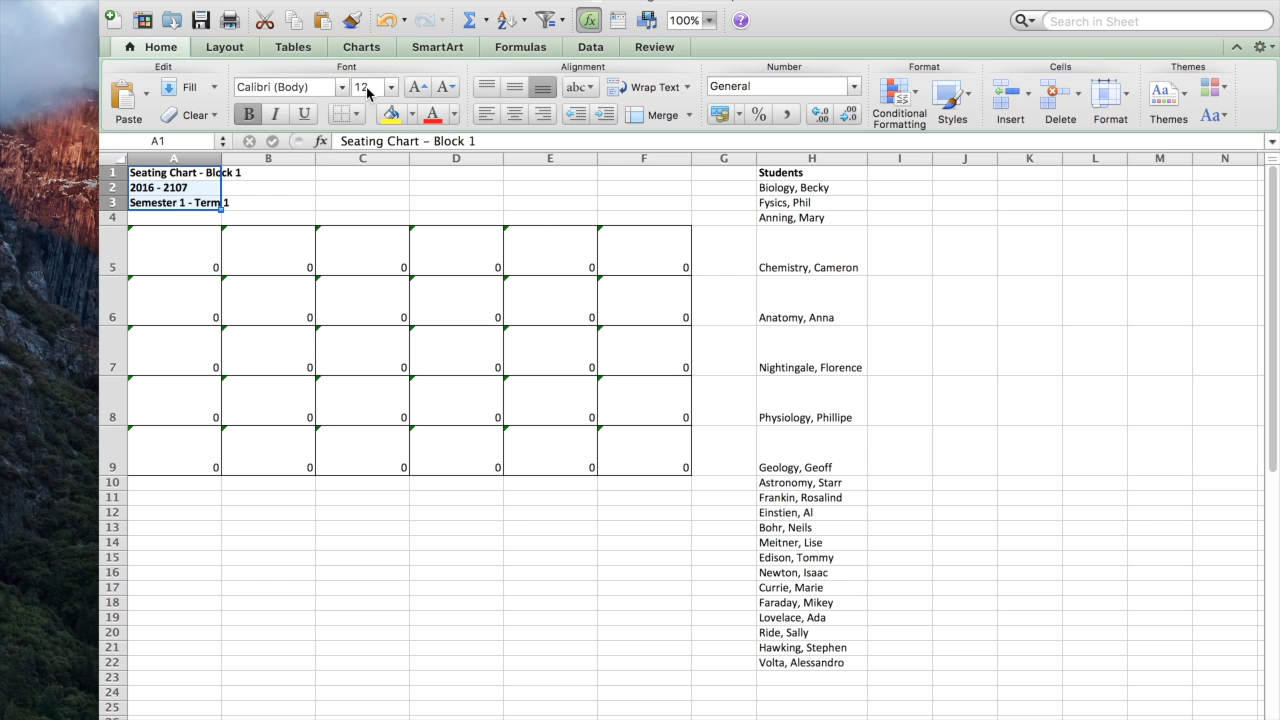 100%
Search in Sheet
Home Layout Tables Charts SmartArt Formulas Data Review
Edit Font Alignment Number Format Cells Themes
Fill Calibri (Body) 12 A A abc Wrap Text General
Paste Clear B I U A Merge % Conditional Formatting Styles Insert Delete Format Themes Aa
A1 fx Seating Chart – Block 1
A B C D E F G H I J K L M N
1 Seating Chart - Block 1 Students
2 2016 - 2107 Biology, Becky
3 Semester 1 - Term 1 Fysics, Phil
4 Anning, Mary
5 0 0 0 0 0 0 Chemistry, Cameron
6 0 0 0 0 0 0 Anatomy, Anna
7 0 0 0 0 0 0 Nightingale, Florence
8 0 0 0 0 0 0 Physiology, Phillipe
9 0 0 0 0 0 0 Geology, Geoff
10 Astronomy, Starr
11 Frankin, Rosalind
12 Einstien, Al
13 Bohr, Neils
14 Meitner, Lise
15 Edison, Tommy
16 Newton, Isaac
17 Currie, Marie
18 Faraday, Mikey
19 Lovelace, Ada
20 Ride, Sally
21 Hawking, Stephen
22 Volta, Alessandro
23
24
25